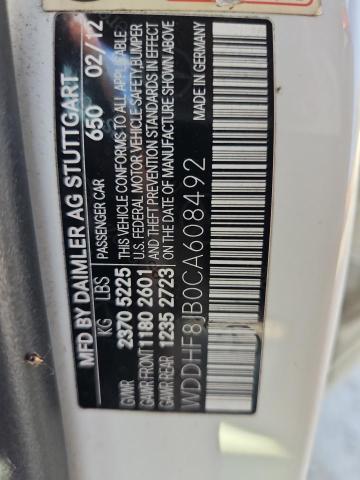 MFD BY DAIMLER AG STUTTGART
PASSENGER CAR 650 02/12
KG LBS
GVWR 2370 5225
GAWR FRONT 1180 2601
GAWR REAR 1235 2723
THIS VEHICLE CONFORMS TO ALL APPLICABLE
U.S. FEDERAL MOTOR VEHICLE-SAFETY, BUMPER
AND THEFT PREVENTION STANDARDS IN EFFECT
ON THE DATE OF MANUFACTURE SHOWN ABOVE
MADE IN GERMANY
WDDHF8JB0CA608492